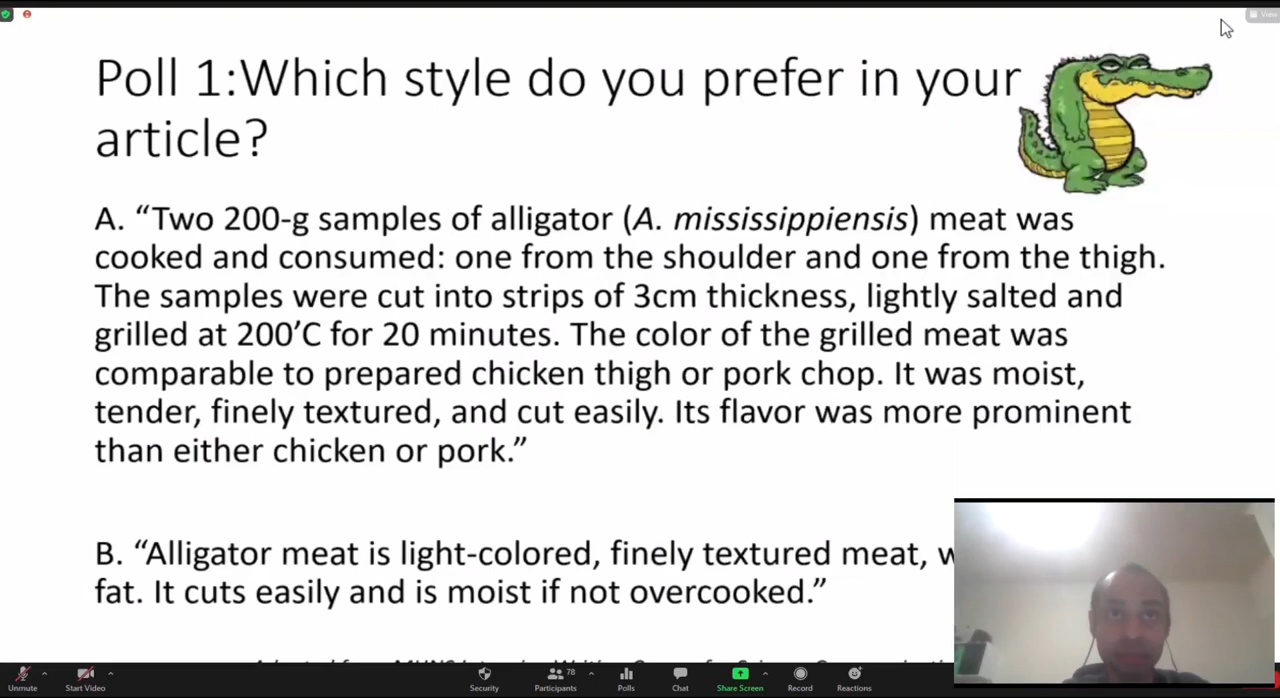 View
Poll 1:Which style do you prefer in your
article?
A. “Two 200-g samples of alligator (A. mississippiensis) meat was
cooked and consumed: one from the shoulder and one from the thigh.
The samples were cut into strips of 3cm thickness, lightly salted and
grilled at 200’C for 20 minutes. The color of the grilled meat was
comparable to prepared chicken thigh or pork chop. It was moist,
tender, finely textured, and cut easily. Its flavor was more prominent
than either chicken or pork.”
B. “Alligator meat is light-colored, finely textured meat,
fat. It cuts easily and is moist if not overcooked.”
Unmute
Start Video
Security
Participants
78
Polls
Chat
Share Screen
Record
Reactions